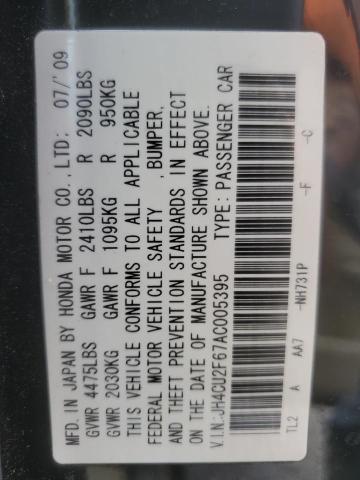 MFD. IN JAPAN BY HONDA MOTOR CO., LTD: 07/'09
GVWR 4475LBS GAWR F 2410LBS R 2090LBS
GVWR 2030KG GAWR F 1095KG R 950KG
THIS VEHICLE CONFORMS TO ALL APPLICABLE
FEDERAL MOTOR VEHICLE SAFETY ,BUMPER,
AND THEFT PREVENTION STANDARDS IN EFFECT
ON THE DATE OF MANUFACTURE SHOWN ABOVE.
V.I.N.:JH4CU2F67AC005395 TYPE: PASSENGER CAR
TL2 A AA7 -NH731P -F -C